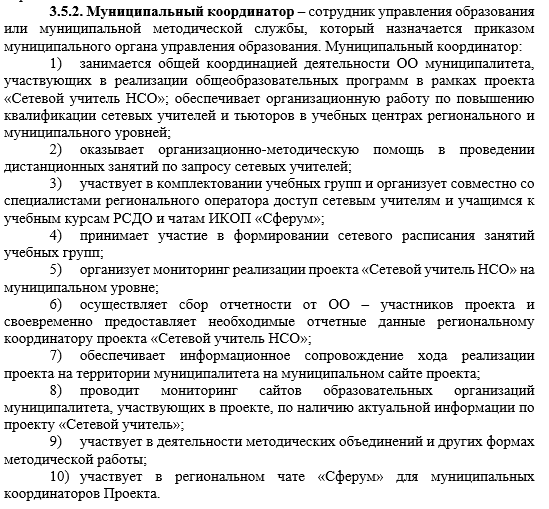 3.5.2. Муниципальный координатор – сотрудник управления образования
или муниципальной методической службы, который назначается приказом
муниципального органа управления образования. Муниципальный координатор:
1) занимается общей координацией деятельности ОО муниципалитета,
участвующих в реализации общеобразовательных программ в рамках проекта
«Сетевой учитель НСО»; обеспечивает организационную работу по повышению
квалификации сетевых учителей и тьюторов в учебных центрах регионального и
муниципального уровней;
2) оказывает организационно-методическую помощь в проведении
дистанционных занятий по запросу сетевых учителей;
3) участвует в комплектовании учебных групп и организует совместно со
специалистами регионального оператора доступ сетевым учителям и учащимся к
учебным курсам РСДО и чатам ИКОП «Сферум»;
4) принимает участие в формировании сетевого расписания занятий
учебных групп;
5) организует мониторинг реализации проекта «Сетевой учитель НСО» на
муниципальном уровне;
6) осуществляет сбор отчетности от ОО – участников проекта и
своевременно предоставляет необходимые отчетные данные региональному
координатору проекта «Сетевой учитель НСО»;
7) обеспечивает информационное сопровождение хода реализации
проекта на территории муниципалитета на муниципальном сайте проекта;
8) проводит мониторинг сайтов образовательных организаций
муниципалитета, участвующих в проекте, по наличию актуальной информации по
проекту «Сетевой учитель»;
9) участвует в деятельности методических объединений и других формах
методической работы;
10) участвует в региональном чате «Сферум» для муниципальных
координаторов Проекта.